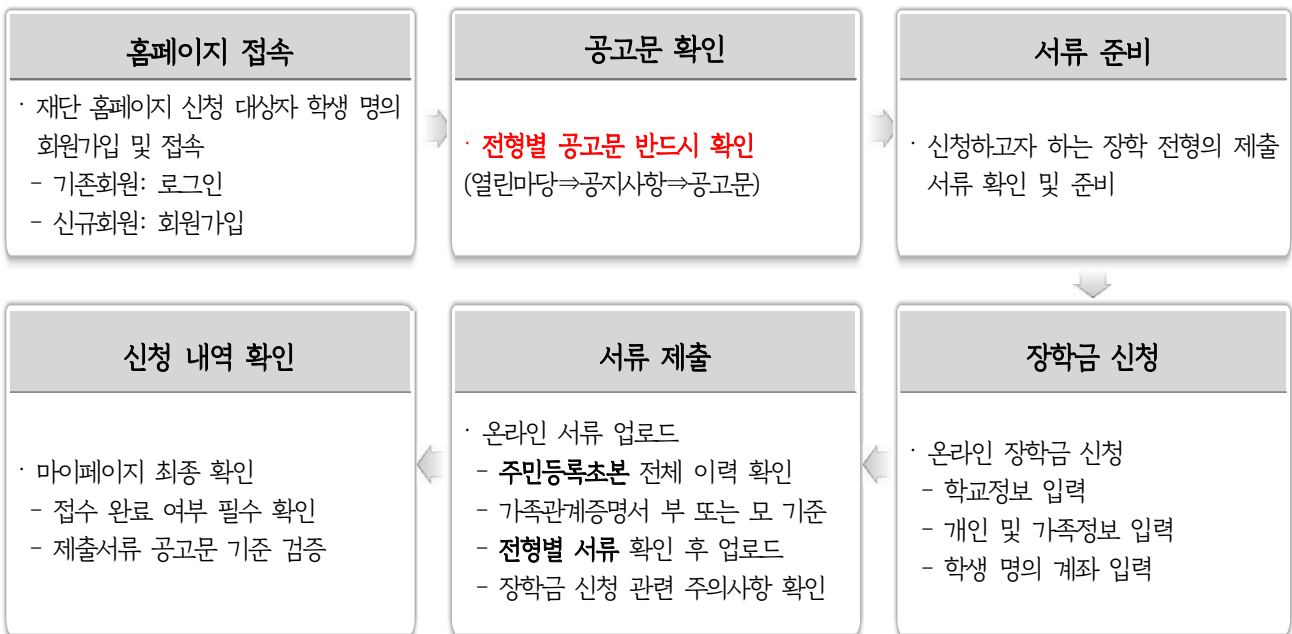 홈페이지 접속
· 재단 홈페이지 신청 대상자 학생 명의
회원가입 및 접속
- 기존회원: 로그인
- 신규회원: 회원가입
공고문 확인
· 전형별 공고문 반드시 확인
(열린마당⇒공지사항⇒공고문)
서류 준비
· 신청하고자 하는 장학 전형의 제출
서류 확인 및 준비
장학금 신청
· 온라인 장학금 신청
- 학교정보 입력
- 개인 및 가족정보 입력
- 학생 명의 계좌 입력
서류 제출
· 온라인 서류 업로드
- 주민등록초본 전체 이력 확인
- 가족관계증명서 부 또는 모 기준
- 전형별 서류 확인 후 업로드
- 장학금 신청 관련 주의사항 확인
신청 내역 확인
· 마이페이지 최종 확인
- 접수 완료 여부 필수 확인
- 제출서류 공고문 기준 검증